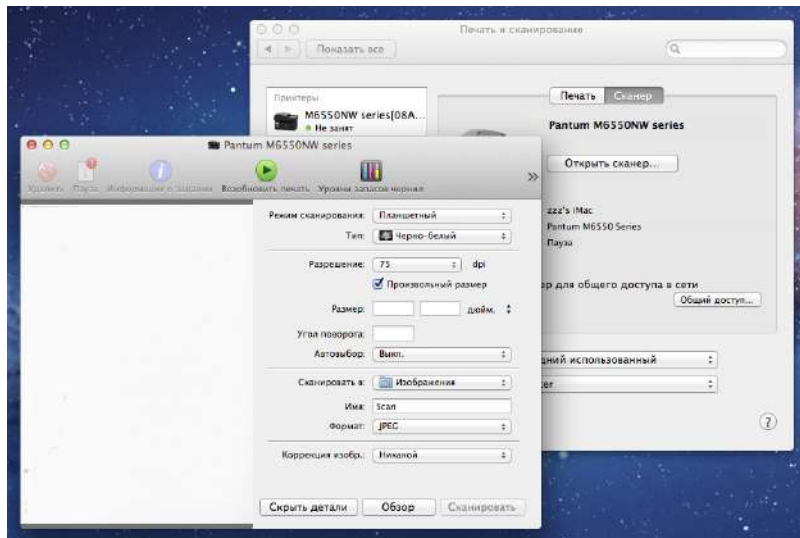 Печать и сканирование
Показать все
Принтеры
M6550NW series[08A...
Не занят
Печать
Сканер
Pantum M6550NW series
Открыть сканер...
zzz's iMac
Pantum M6550 Series
Пауза
ер для общего доступа в сети
Общий доступ...
дний использованный
er
?
Pantum M6550NW series
Удалить
Пауза
Информация о задании
Возобновить печать
Уровни запасов чернил
»
Режим сканирования: Планшетный
Тип: Черно-белый
Разрешение: 75 dpi
Произвольный размер
Размер: дюйм.
Угол поворота:
Автовыбор: Выкл.
Сканировать в: Изображения
Имя: Scan
Формат: JPEG
Коррекция изобр.: Никакой
Скрыть детали
Обзор
Сканировать